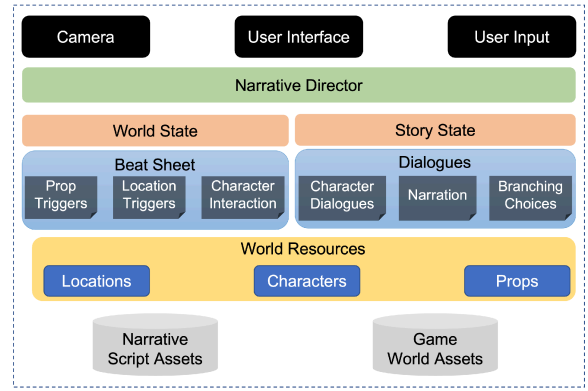 Camera
User Interface
User Input
Narrative Director
World State
Story State
Beat Sheet
Dialogues
Prop
Triggers
Location
Triggers
Character
Interaction
Character
Dialogues
Narration
Branching
Choices
World Resources
Locations
Characters
Props
Narrative
Script Assets
Game
World Assets